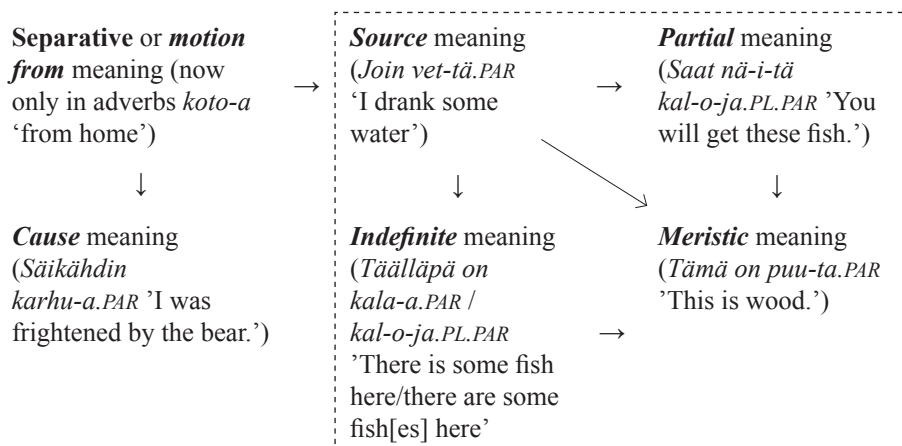 Separative or motion
from meaning (now
only in adverbs koto-a
‘from home’)
→
Source meaning
(Join vet-tä.PAR
‘I drank some
water’)
→
Partial meaning
(Saat nä-i-tä
kal-o-ja.PL.PAR ’You
will get these fish.’)
↓
↓
↓
Cause meaning
(Säikähdin
karhu-a.PAR ’I was
frightened by the bear.’)
Indefinite meaning
(Täälläpä on
kala-a.PAR /
kal-o-ja.PL.PAR
’There is some fish
here/there are some
fish[es] here’
→
Meristic meaning
(Tämä on puu-ta.PAR
’This is wood.’)